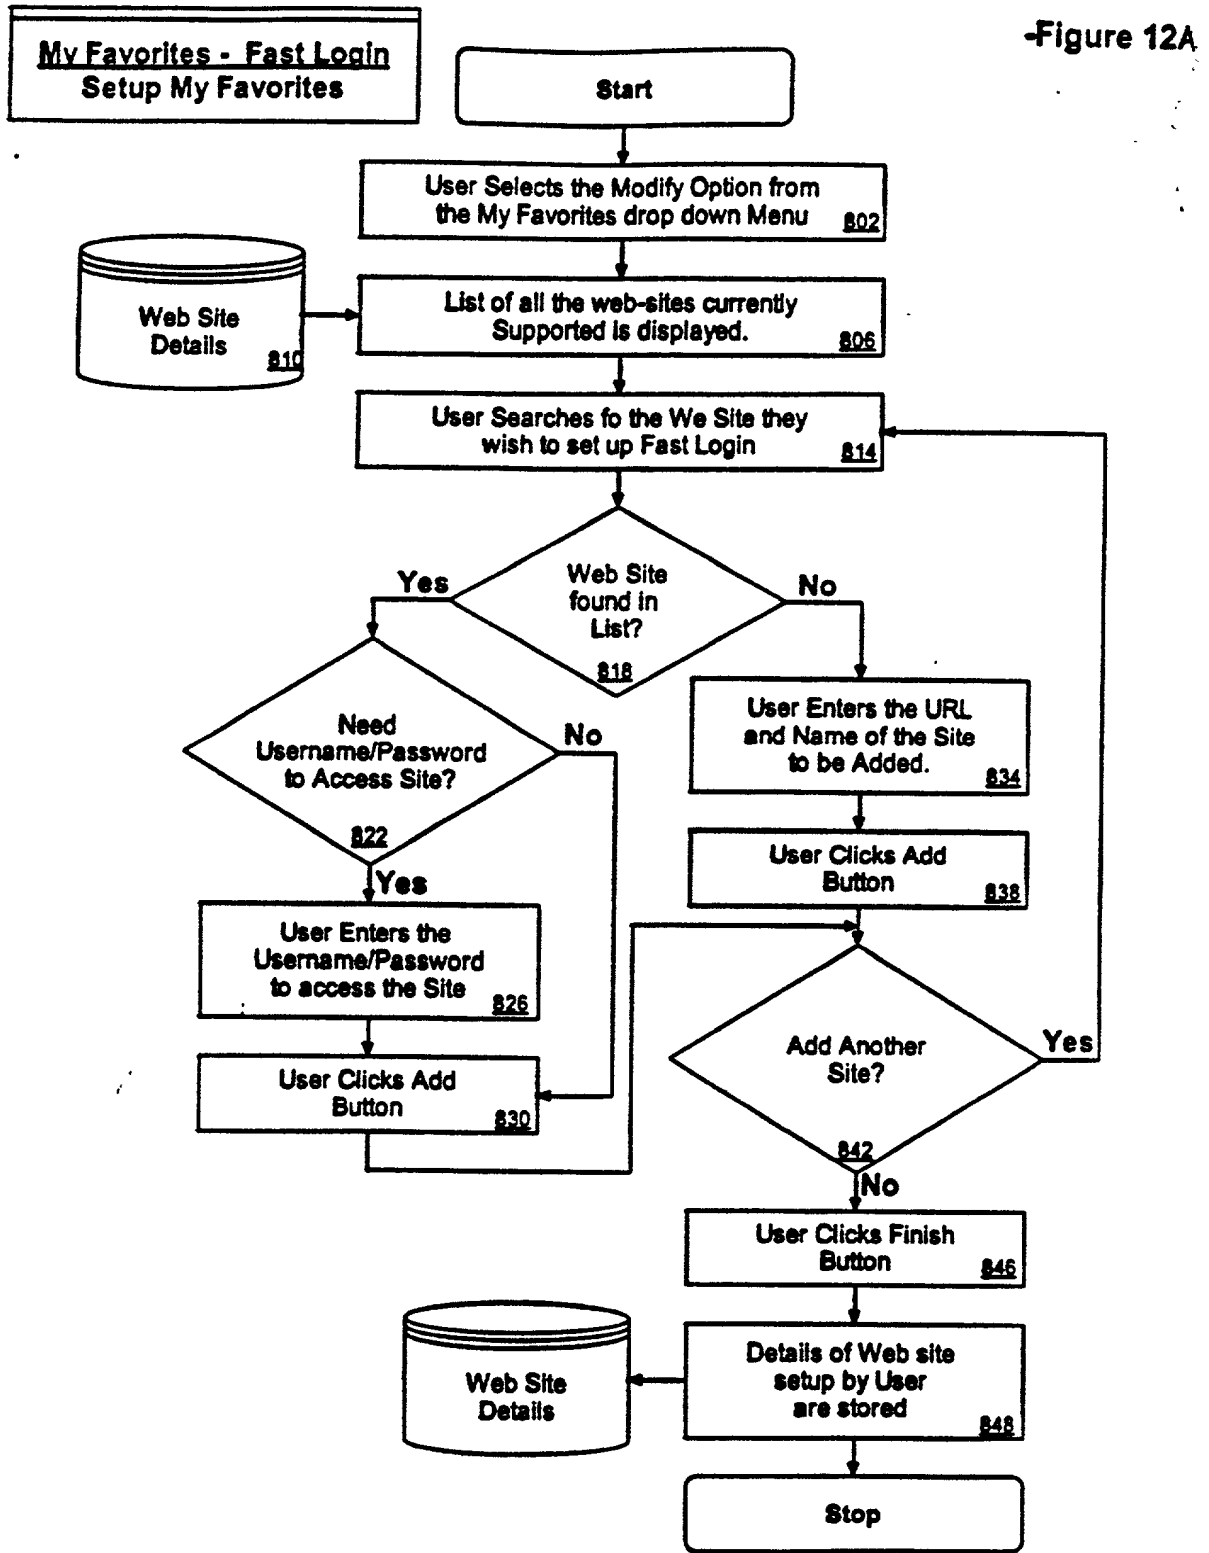 -Figure 12A
My Favorites - Fast Login
Setup My Favorites
Start
User Selects the Modify Option from
the My Favorites drop down Menu
802
List of all the web-sites currently
Supported is displayed.
806
Web Site
Details
810
User Searches fo the We Site they
wish to set up Fast Login
814
Yes
Web Site
found in
List?
818
No
Need
Username/Password
to Access Site?
822
No
User Enters the URL
and Name of the Site
to be Added.
834
Yes
User Clicks Add
Button
838
User Enters the
Username/Password
to access the Site
826
Add Another
Site?
842
Yes
User Clicks Add
Button
830
No
User Clicks Finish
Button
846
Web Site
Details
Details of Web site
setup by User
are stored
848
Stop